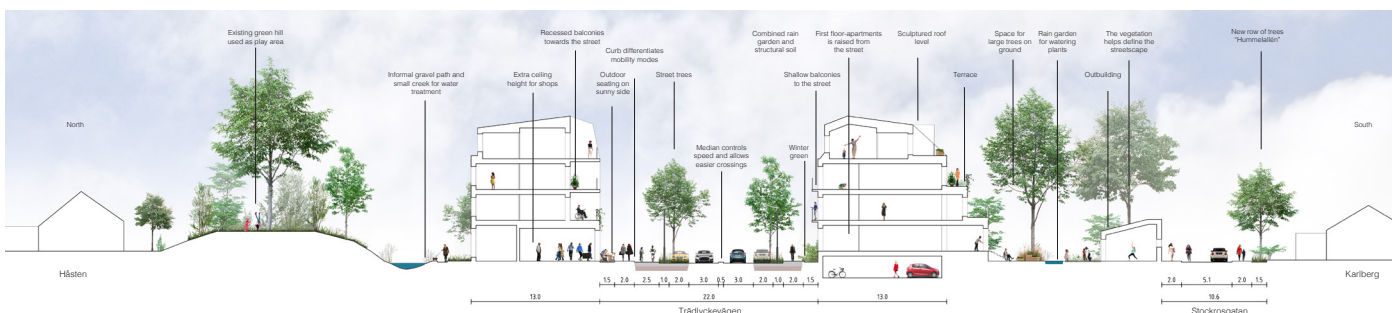 Existing green hill
used as play area
Recessed balconies
towards the street
Curb differentiates
mobility modes
Combined rain
garden and
structural soil
First floor-apartments
is raised from
the street
Sculptured roof
level
Space for
large trees on
ground
Rain garden
for watering
plants
The vegetation
helps define the
streetscape
New row of trees
"Hummelallén"
Informal gravel path and
small creek for water
treatment
Extra ceiling
height for shops
Outdoor
seating on
sunny side
Street trees
Shallow balconies
to the street
Terrace
Outbuilding
North
South
Median controls
speed and allows
easier crossings
Winter
green
Håsten
Karlberg
1.5 2.0 2.5 1.0 2.0 3.0 0.5 3.0 2.0 1.0 2.0 1.5
2.0 5.1 2.0 1.5
13.0 22.0 13.0 10.6
Trädlyckevägen
Stockrosgatan